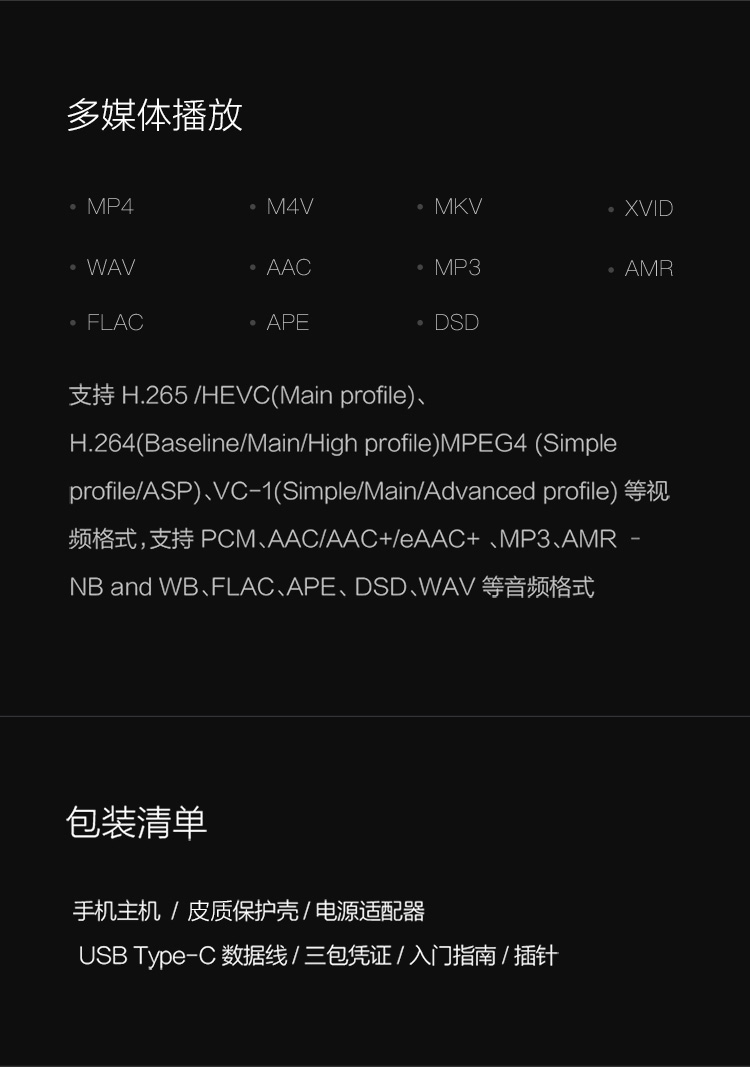 多媒体播放
• MP4 • M4V • MKV • XVID
• WAV • AAC • MP3 • AMR
• FLAC • APE • DSD
支持 H.265 /HEVC(Main profile)、
H.264(Baseline/Main/High profile)MPEG4 (Simple
profile/ASP)、VC-1(Simple/Main/Advanced profile) 等视
频格式，支持 PCM、AAC/AAC+/eAAC+ 、MP3、AMR -
NB and WB、FLAC、APE、 DSD、WAV 等音频格式
包装清单
手机主机 / 皮质保护壳 / 电源适配器
USB Type-C 数据线 / 三包凭证 / 入门指南 / 插针